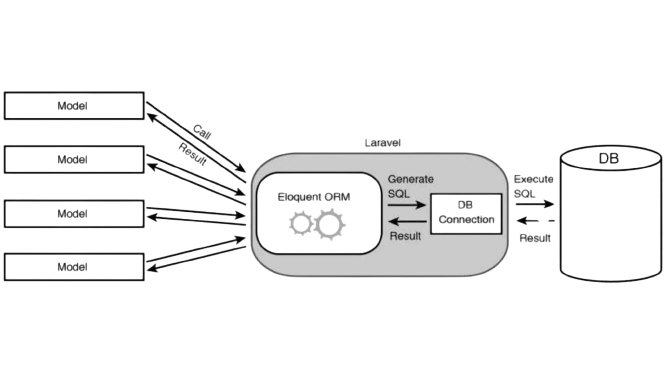 Model
Call
Result
Model
Model
Model
Laravel
Eloquent ORM
Generate
SQL
Result
DB
Connection
Execute
SQL
Result
DB